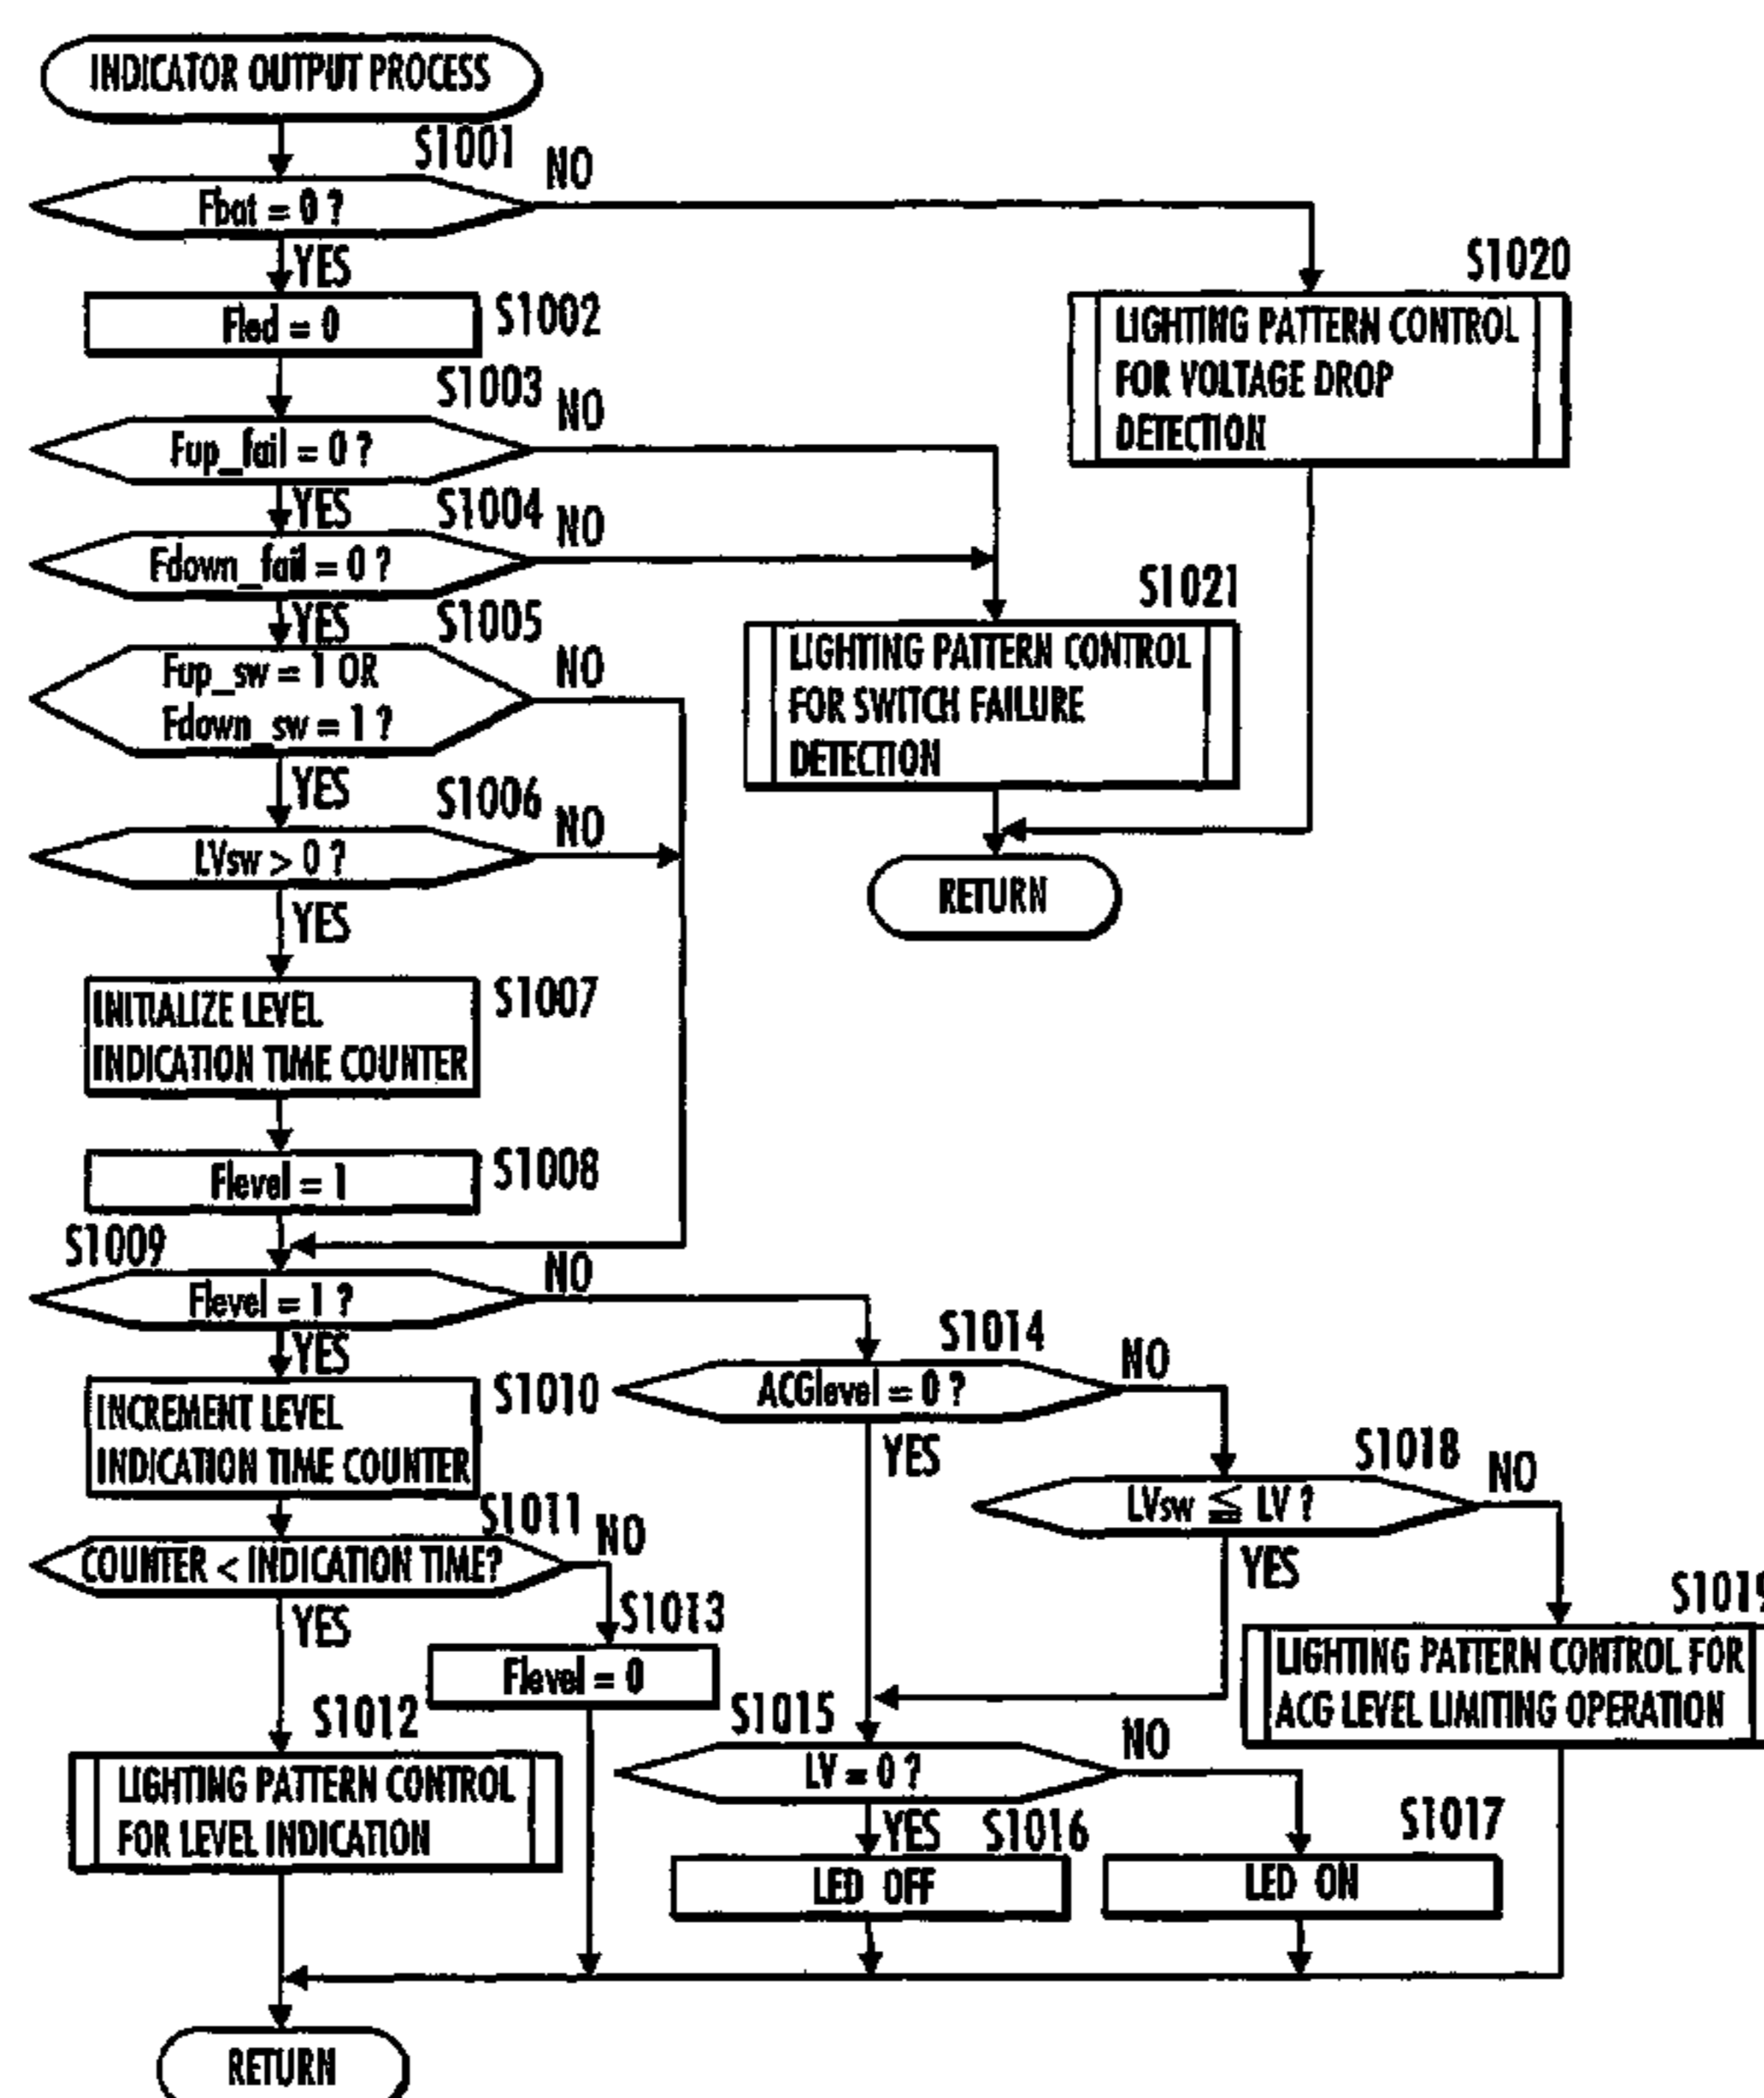 INDICATOR OUTPUT PROCESS
S1001
NO
Fbat = 0 ?
YES
S1020
LIGHTING PATTERN CONTROL
FOR VOLTAGE DROP
DETECTION
Fled = 0
S1002
S1003
NO
Fup_fail = 0 ?
YES
S1004
NO
Fdown_fail = 0 ?
S1021
LIGHTING PATTERN CONTROL
FOR SWITCH FAILURE
DETECTION
RETURN
YES
S1005
NO
Fup_sw = 1 OR
Fdown_sw = 1 ?
YES
S1006
NO
LVsw > 0 ?
YES
INITIALIZE LEVEL
INDICATION TIME COUNTER
S1007
Flevel = 1
S1008
S1009
NO
Flevel = 1 ?
YES
S1014
NO
ACGlevel = 0 ?
YES
INCREMENT LEVEL
INDICATION TIME COUNTER
S1010
S1018
NO
LVsw ≦ LV ?
YES
S1011
NO
COUNTER < INDICATION TIME?
YES
S1013
Flevel = 0
S1019
LIGHTING PATTERN CONTROL FOR
ACG LEVEL LIMITING OPERATION
S1012
LIGHTING PATTERN CONTROL
FOR LEVEL INDICATION
S1015
NO
LV = 0 ?
YES
S1016
LED OFF
S1017
LED ON
RETURN